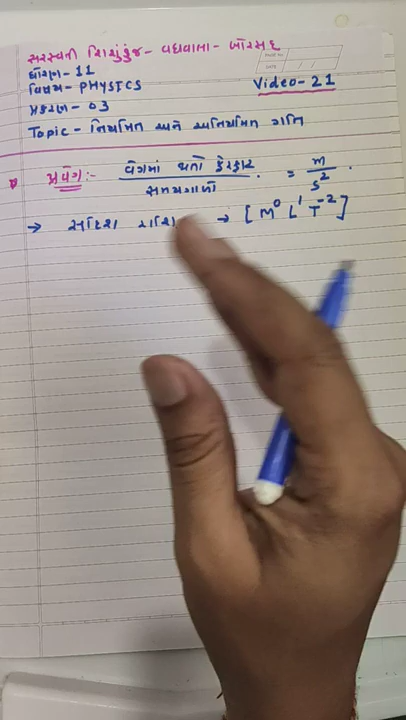 સરસ્વતી શિશુકુંજ - વઘવાલા - બોરસદ
ધોરણ - 11
વિષય - PHYSICS
Video - 21
પ્રકરણ - 03
Topic - નિયમિત અને અનિયમિત ગતિ
પ્રવેગ :- વેગમાં થતો ફેરફાર / સમયગાળો . = m / s² .
→ સદિશ રાશિ → [M⁰ L¹ T⁻²]